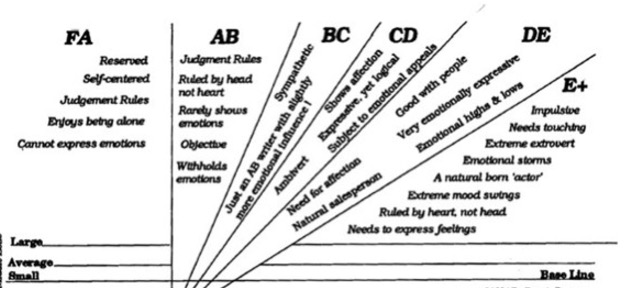 FA
Reserved
Self-centered
Judgement Rules
Enjoys being alone
Cannot express emotions
AB
Judgment Rules
Ruled by head
not heart
Rarely shows
emotions
Objective
Withholds
emotions
BC
Sympathetic
Just an AB writer with slightly
more emotional influence!
CD
Shows affection
Expressive, yet logical
Subject to emotional appeals
Ambivert
Need for affection
Natural salesperson
DE
Good with people
Very emotionally expressive
Emotional highs & lows
E+
Impulsive
Needs touching
Extreme extrovert
Emotional storms
A natural born 'actor'
Extreme mood swings
Ruled by heart, not head
Needs to express feelings
Large
Average
Small
Base Line